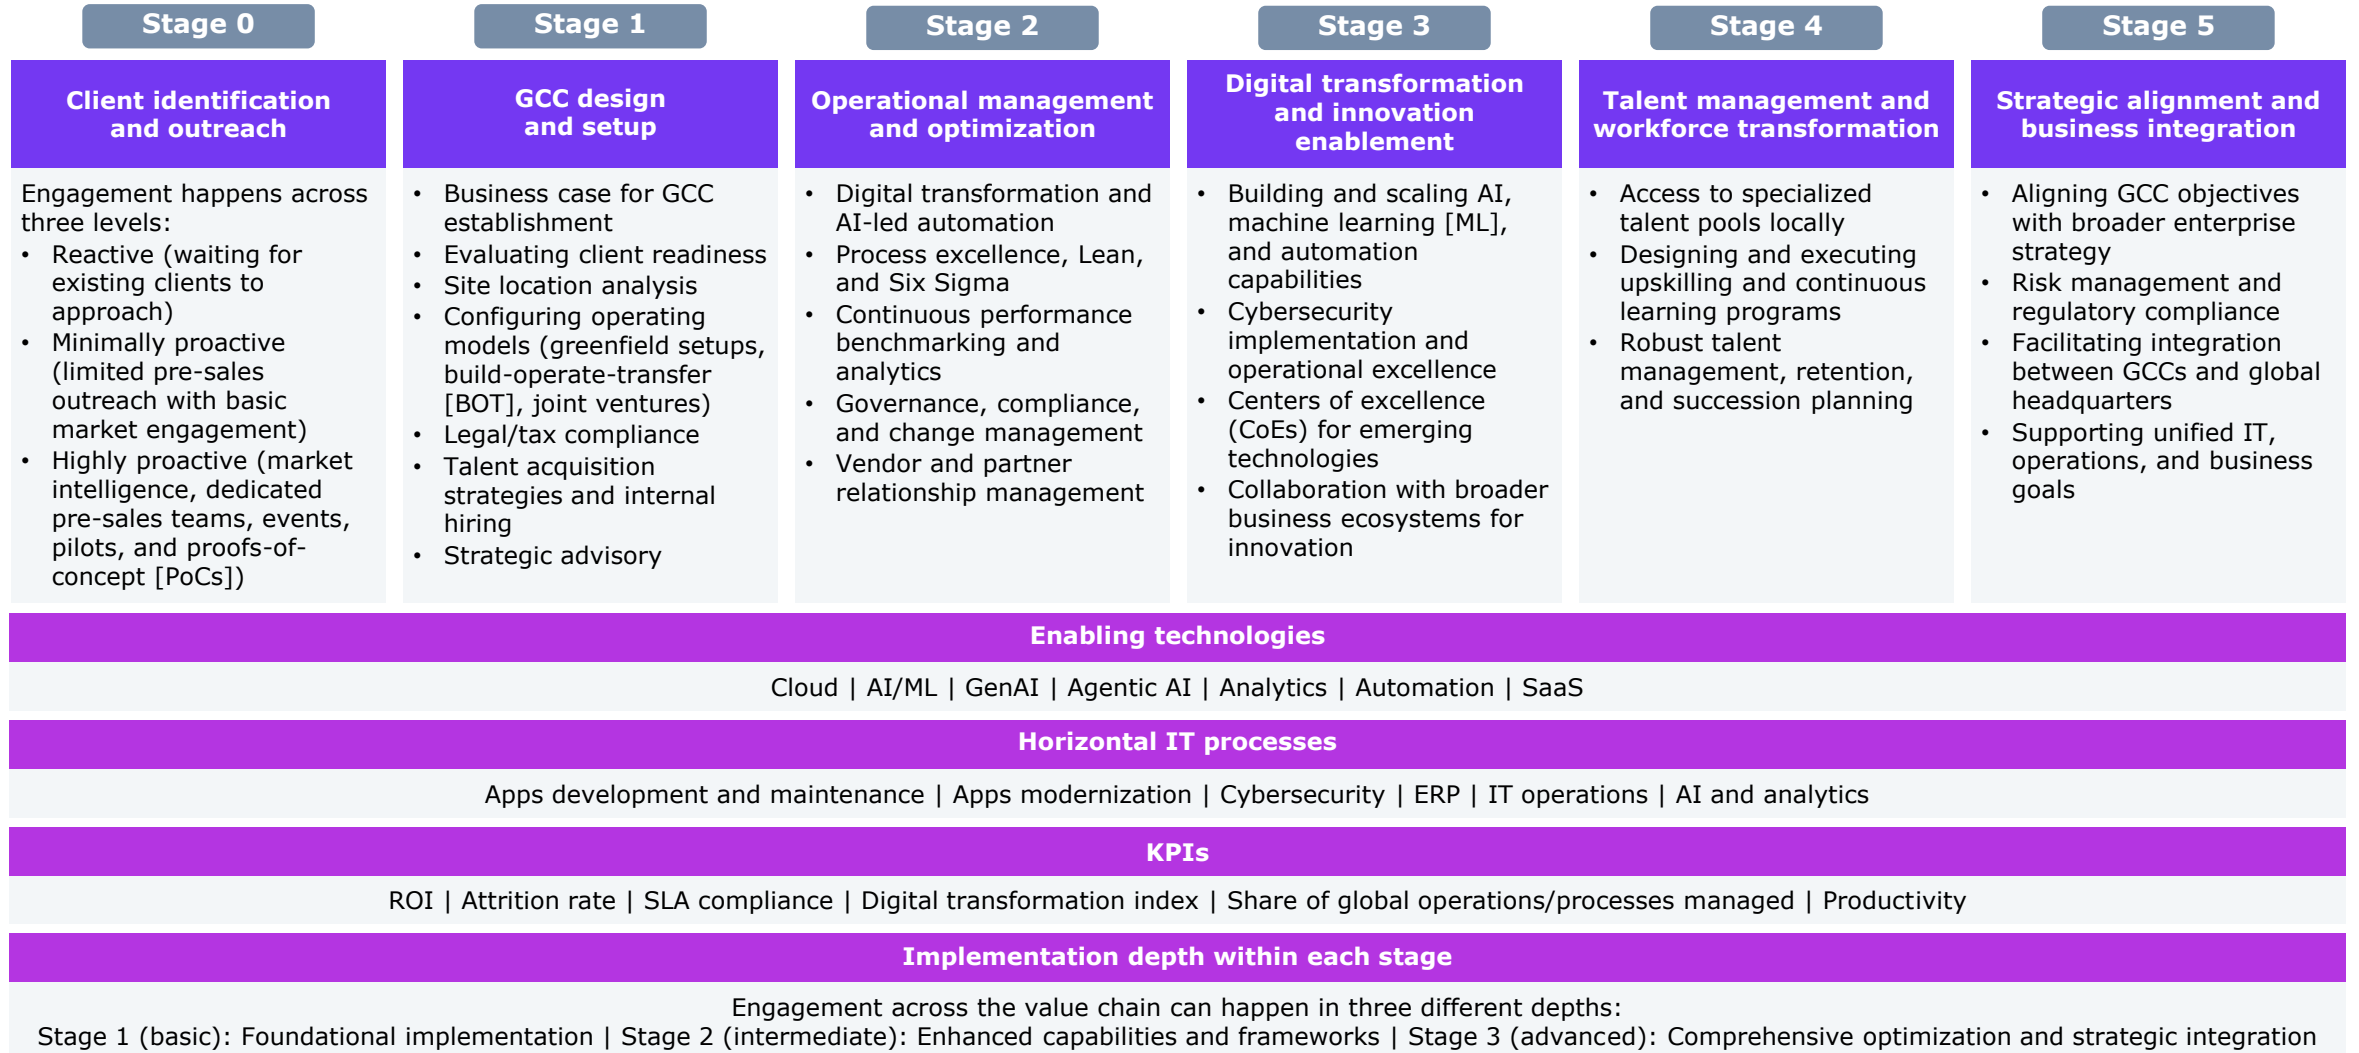 Stage 0
Stage 1
Stage 2
Stage 3
Stage 4
Stage 5
Client identification
and outreach
Engagement happens across
three levels:
• Reactive (waiting for
existing clients to
approach)
• Minimally proactive
(limited pre-sales
outreach with basic
market engagement)
• Highly proactive (market
intelligence, dedicated
pre-sales teams, events,
pilots, and proofs-of-
concept [PoCs])
GCC design
and setup
• Business case for GCC
establishment
• Evaluating client readiness
• Site location analysis
• Configuring operating
models (greenfield setups,
build-operate-transfer
[BOT], joint ventures)
• Legal/tax compliance
• Talent acquisition
strategies and internal
hiring
• Strategic advisory
Operational management
and optimization
• Digital transformation and
AI-led automation
• Process excellence, Lean,
and Six Sigma
• Continuous performance
benchmarking and
analytics
• Governance, compliance,
and change management
• Vendor and partner
relationship management
Digital transformation
and innovation
enablement
• Building and scaling AI,
machine learning [ML],
and automation
capabilities
• Cybersecurity
implementation and
operational excellence
• Centers of excellence
(CoEs) for emerging
technologies
• Collaboration with broader
business ecosystems for
innovation
Talent management and
workforce transformation
• Access to specialized
talent pools locally
• Designing and executing
upskilling and continuous
learning programs
• Robust talent
management, retention,
and succession planning
Strategic alignment and
business integration
• Aligning GCC objectives
with broader enterprise
strategy
• Risk management and
regulatory compliance
• Facilitating integration
between GCCs and global
headquarters
• Supporting unified IT,
operations, and business
goals
Enabling technologies
Cloud | AI/ML | GenAI | Agentic AI | Analytics | Automation | SaaS
Horizontal IT processes
Apps development and maintenance | Apps modernization | Cybersecurity | ERP | IT operations | AI and analytics
KPIs
ROI | Attrition rate | SLA compliance | Digital transformation index | Share of global operations/processes managed | Productivity
Implementation depth within each stage
Engagement across the value chain can happen in three different depths:
Stage 1 (basic): Foundational implementation | Stage 2 (intermediate): Enhanced capabilities and frameworks | Stage 3 (advanced): Comprehensive optimization and strategic integration